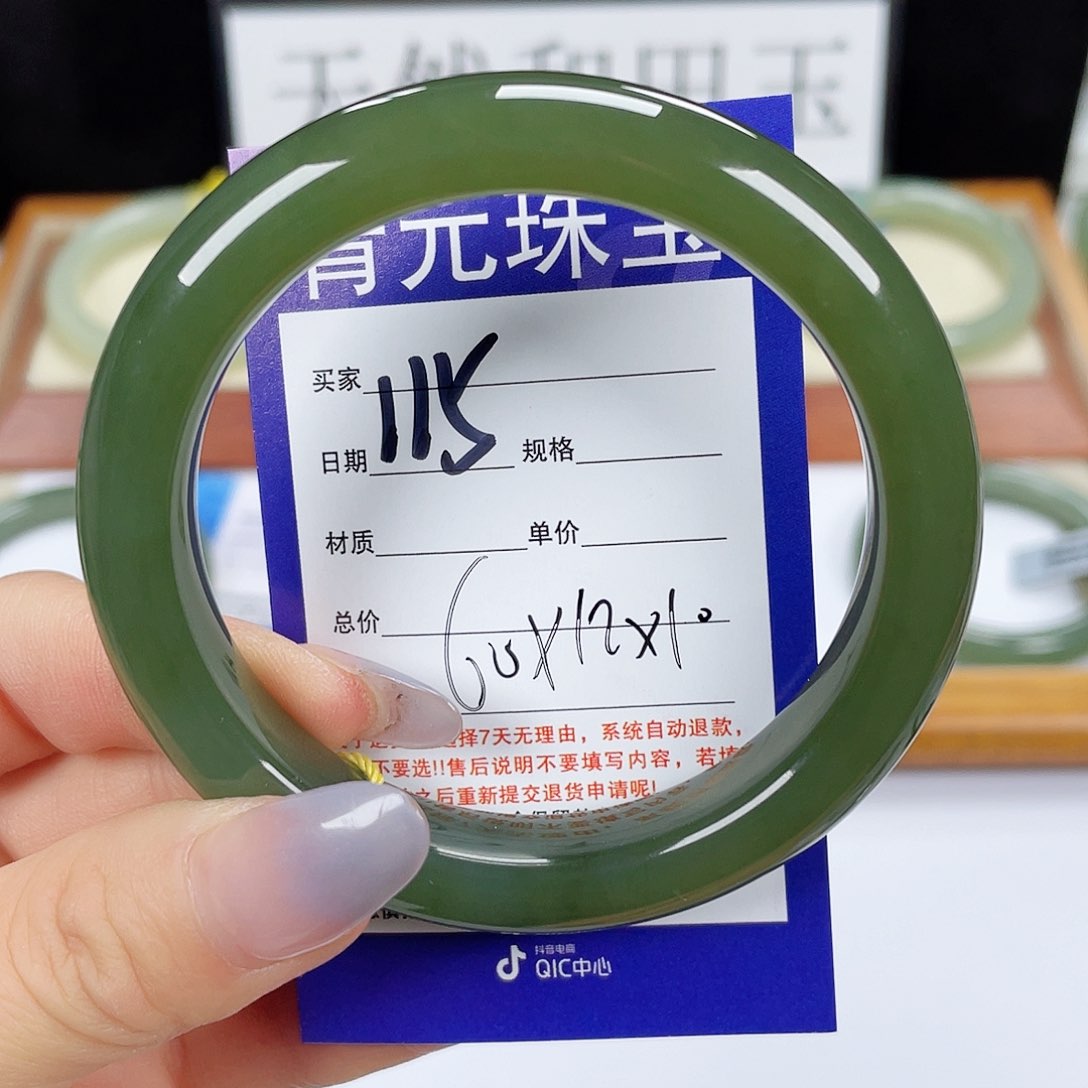 天然和田玉
青元珠宝
买家
115
日期 规格
材质 单价
总价
60X12X10
选择7天无理由，系统自动退款，
不要选!!售后说明不要填写内容，若填
之后重新提交退货申请呢!
抖音电商
QIC中心